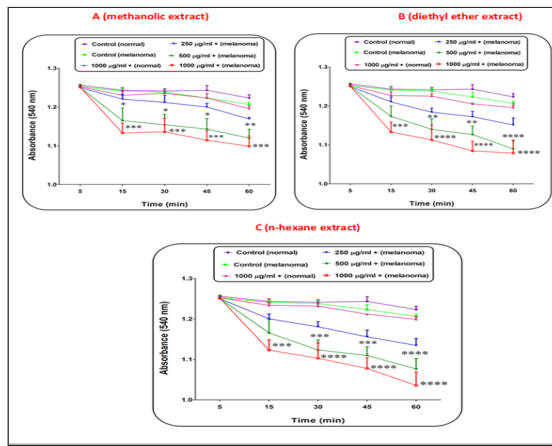 A (methanolic extract)
Control (normal)
250 µg/ml + (melanoma)
Control (melanoma)
500 µg/ml + (melanoma)
1000 µg/ml + (normal)
1000 µg/ml + (melanoma)
Absorbance (540 nm)
1.3
1.2
1.1
1.0
* * * **
*** *** *** ***
5 15 30 45 60
Time (min)
B (diethyl ether extract)
Control (normal)
250 µg/ml + (melanoma)
Control (melanoma)
500 µg/ml + (melanoma)
1000 µg/ml + (normal)
1000 µg/ml + (melanoma)
Absorbance (540 nm)
1.3
1.2
1.1
1.0
** ** ****
*** **** **** ****
5 15 30 45 60
Time (min)
C (n-hexane extract)
Control (normal)
250 µg/ml + (melanoma)
Control (melanoma)
500 µg/ml + (melanoma)
1000 µg/ml + (normal)
1000 µg/ml + (melanoma)
Absorbance (540 nm)
1.3
1.2
1.1
1.0
*** *** ****
*** **** **** ****
5 15 30 45 60
Time (min)